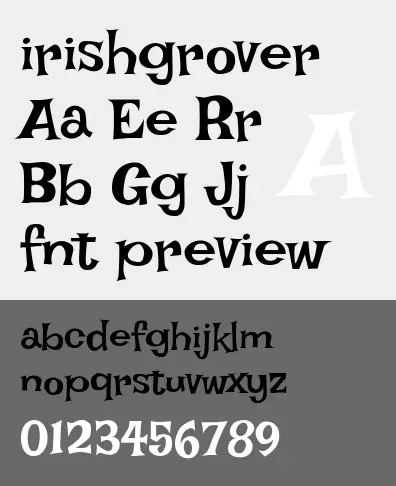 irishgrover
Aa Ee Rr
A
Bb Gg Jj
fnt preview
abcdefghijklm
nopqrstuvwxyz
0123456789